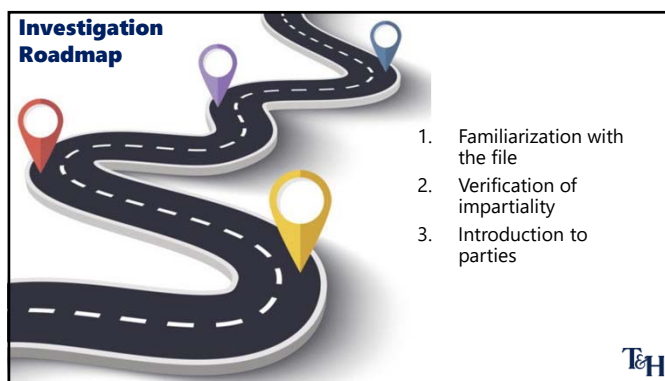 Investigation
Roadmap
1. Familiarization with
the file
2. Verification of
impartiality
3. Introduction to
parties
T&H